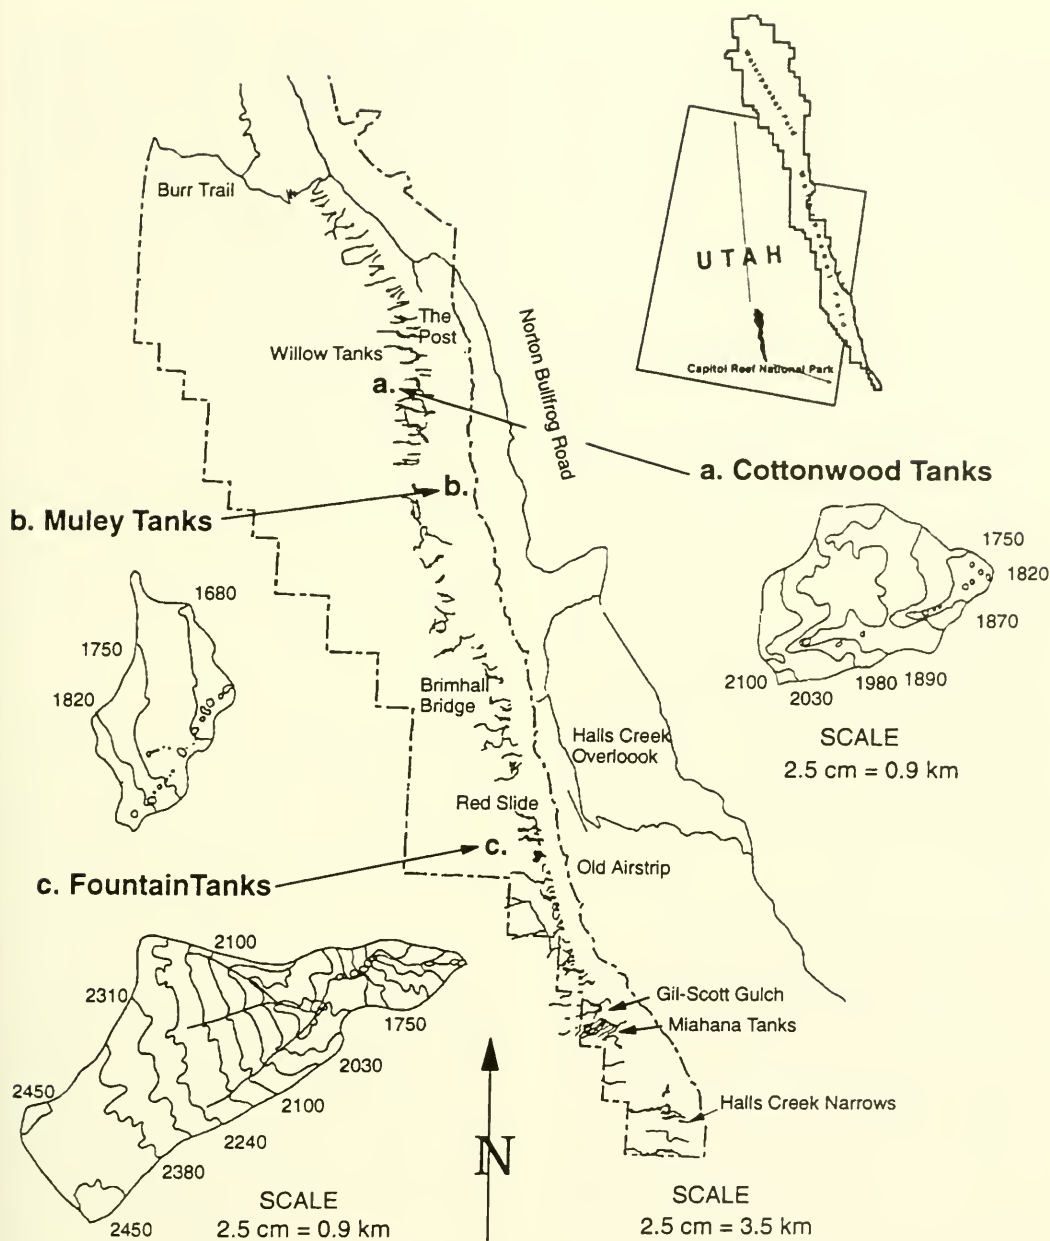 Burr Trail
UTAH
Capitol Reef National Park
The
Post
Willow Tanks
a.
Norton Bullfrog Road
a. Cottonwood Tanks
b.
b. Muley Tanks
1750
1820
1870
1890
1980
2030
2100
SCALE
2.5 cm = 0.9 km
1680
1750
1820
Brimhall
Bridge
Halls Creek
Overloook
Red Slide
c.
Old Airstrip
c. FountainTanks
2100
2310
1750
2030
2450
2100
2240
2380
2450
SCALE
2.5 cm = 0.9 km
Gil-Scott Gulch
Miahana Tanks
Halls Creek Narrows
N
SCALE
2.5 cm = 3.5 km